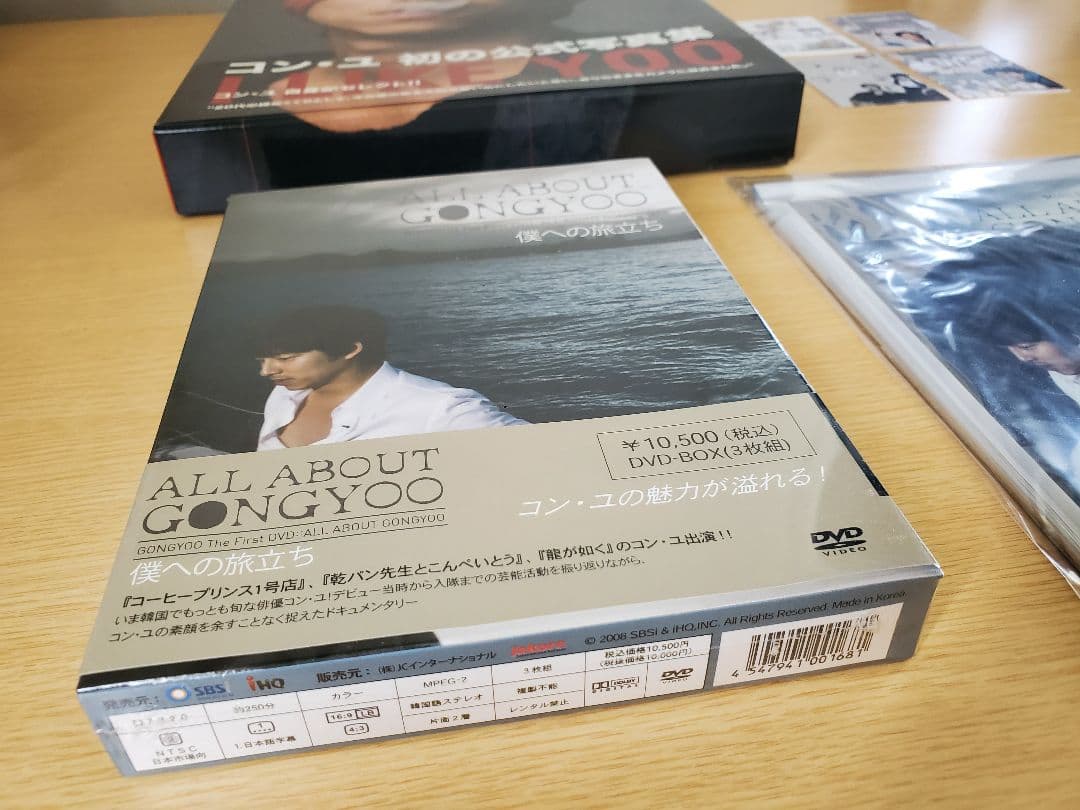 コン・ユ 初の公式写真集
I LIKE YOO
ALL ABOUT
GONGYOO
僕への旅立ち
ALL ABOUT
¥10,500（税込）
DVD-BOX(3枚組)
コン・ユの魅力が溢れる！
ALL ABOUT
GONGYOO
GONGYOO The First DVD::ALL ABOUT GONGYOO
僕への旅立ち
DVD
VIDEO
『コーヒープリンス1号店』、『乾パン先生とこんぺいとう』、『龍が如く』のコン・ユ出演!!
いま韓国でもっとも旬な俳優コン・ユ!デビュー当時から入隊までの芸能活動を振り返りながら、
コン・ユの素顔を余すことなく捉えたドキュメンタリー
発売元：SBSi iHQ 販売元：(株)JCインターナショナル
© 2008 SBSi & iHQ,INC. All Rights Reserved. Made in Korea
NTSC
日本市場向
約250分
1.日本語字幕
カラー
16:9 LB
4:3
MPEG-2
韓国語ステレオ
片面2層
3枚組
複製不能
レンタル禁止
税込価格10,500円
(税抜価格10,000円)
DOLBY
DIGITAL
DVD
VIDEO
4 547941 001681